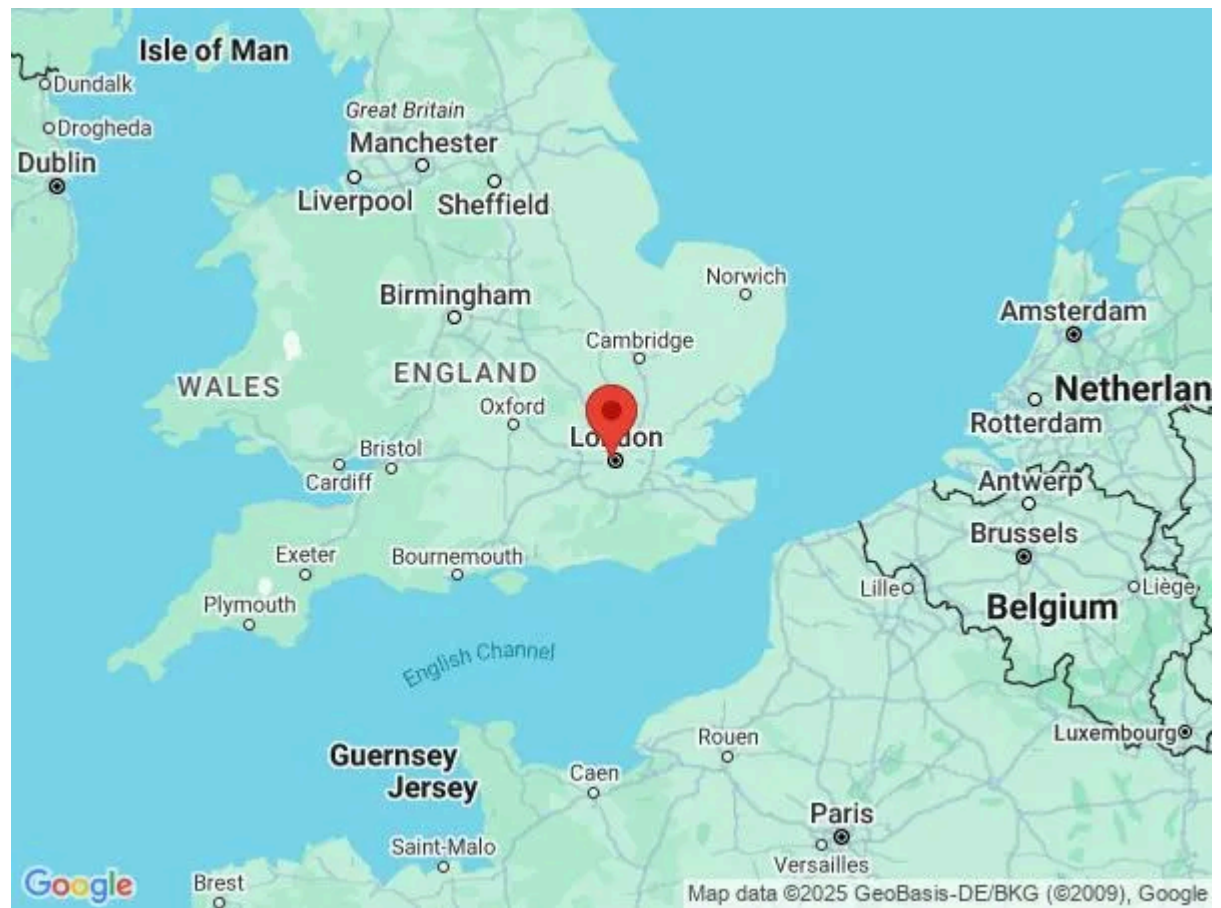 Isle of Man
Dundalk
Great Britain
Drogheda
Manchester
Dublin
Liverpool
Sheffield
Norwich
Birmingham
Amsterdam
Cambridge
ENGLAND
WALES
Netherlan
Oxford
Rotterdam
London
Bristol
Cardiff
Antwerp
Brussels
Exeter
Bournemouth
Lille
Liège
Plymouth
Belgium
English Channel
Luxembourg
Rouen
Guernsey
Jersey
Caen
Paris
Saint-Malo
Versailles
Brest
Google
Map data ©2025 GeoBasis-DE/BKG (©2009), Google